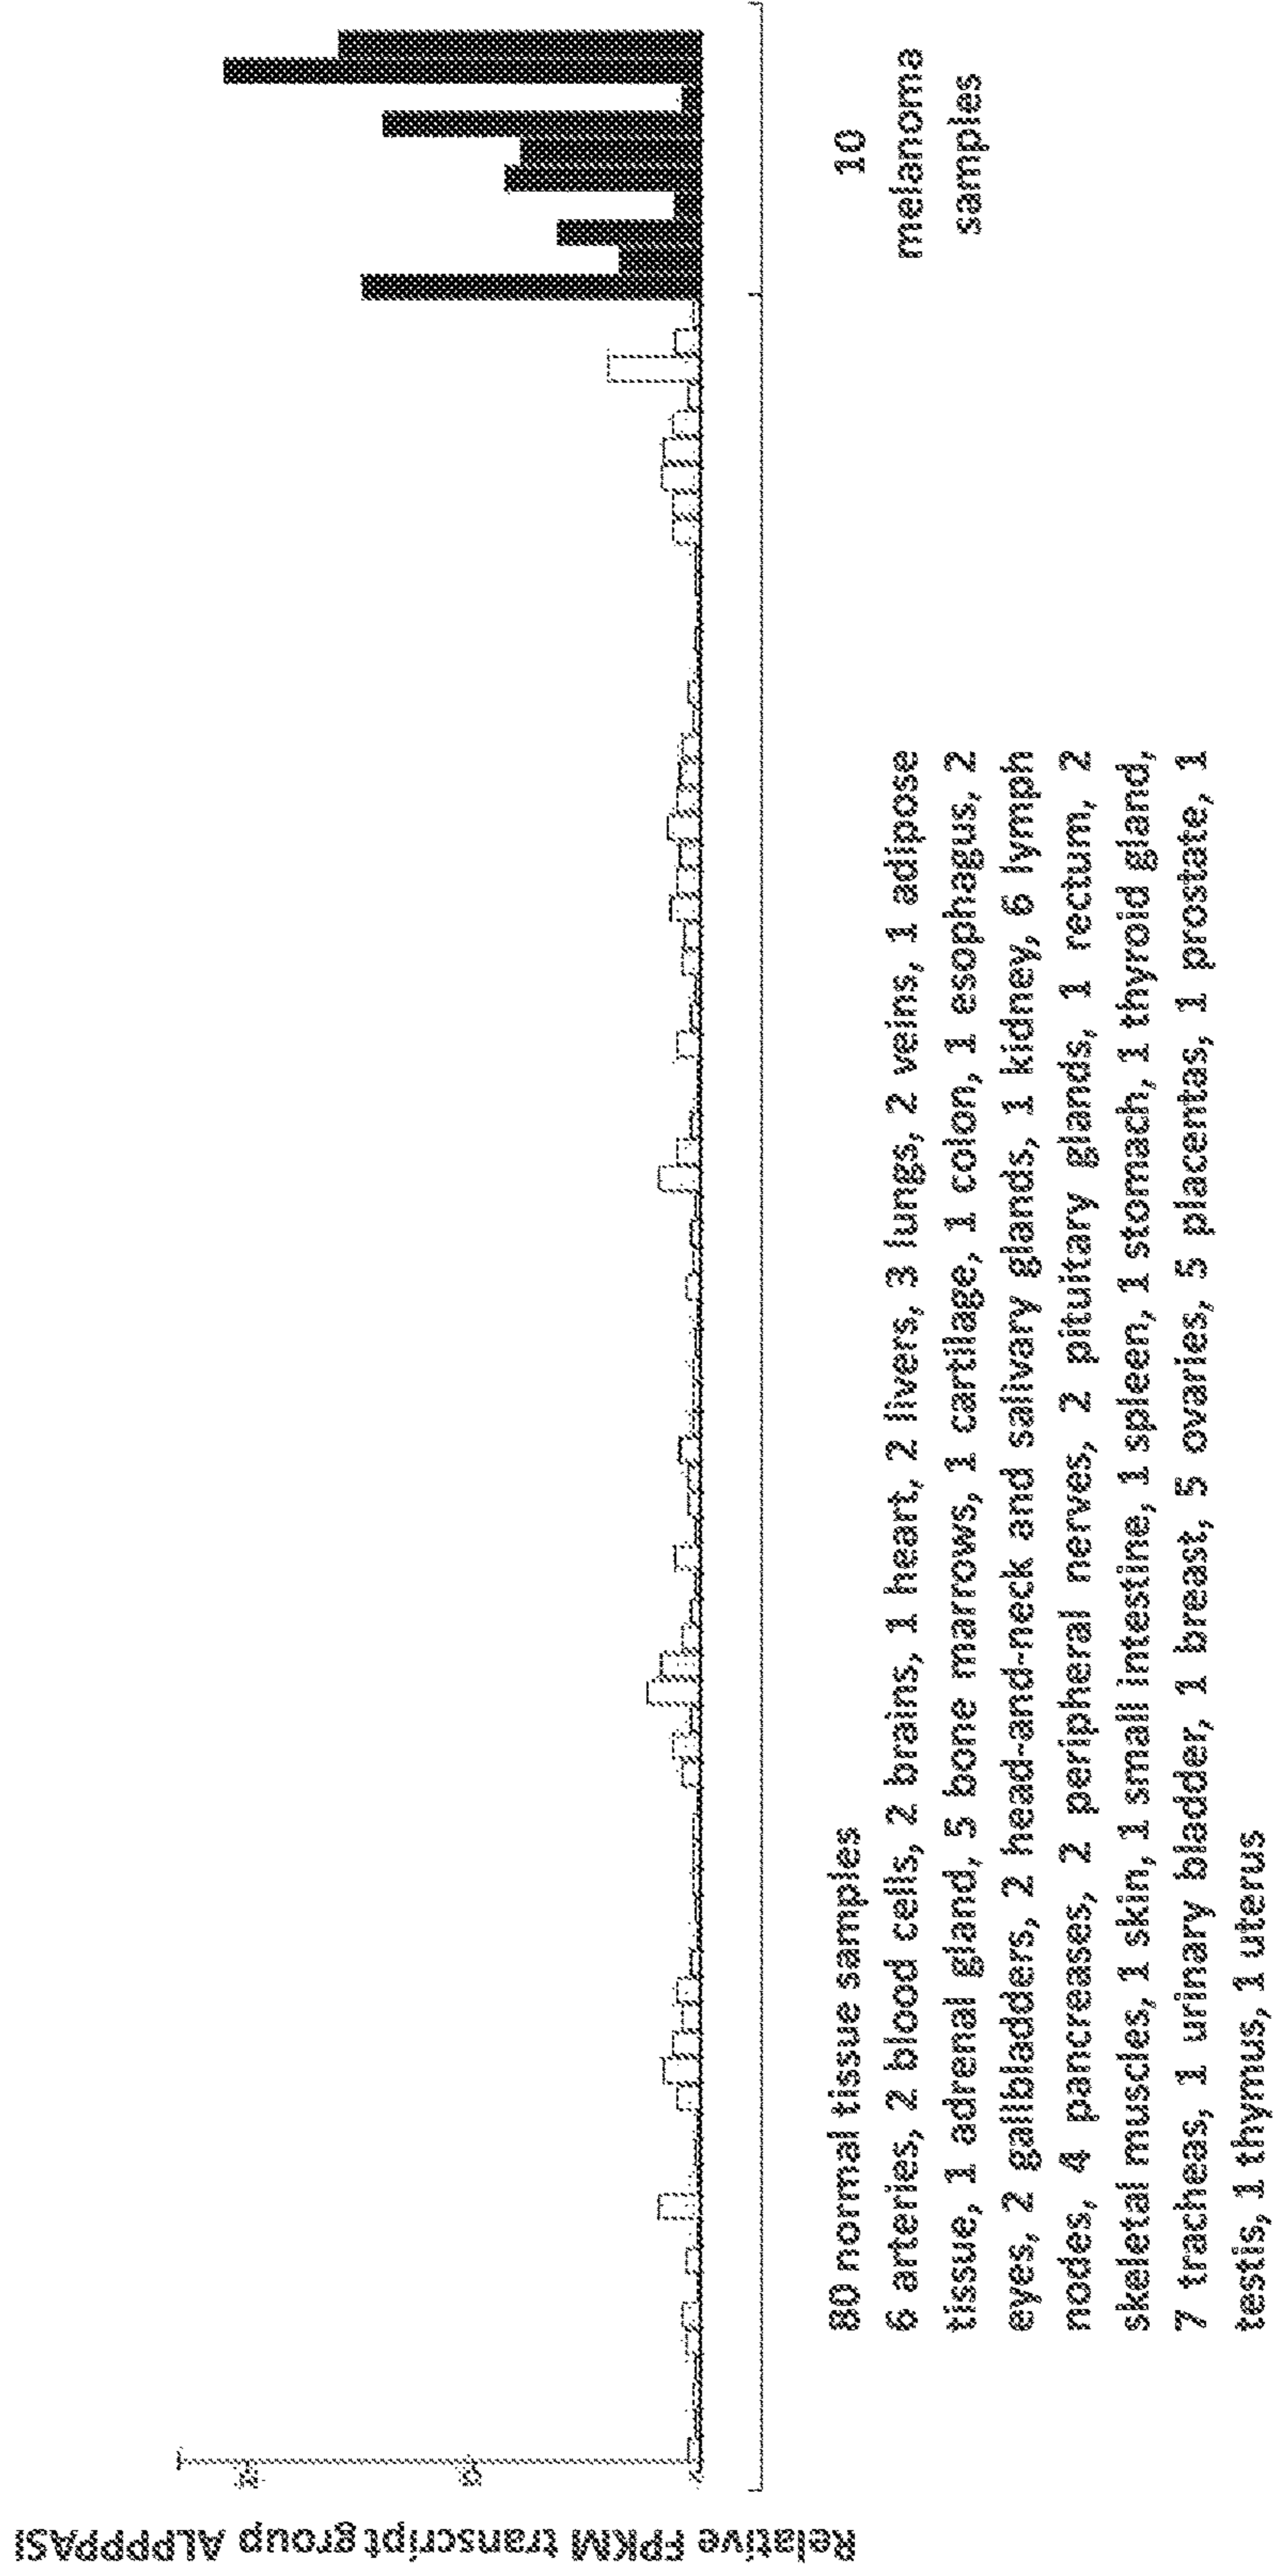 Relative FPKM transcript group ALPPPPASI
80 normal tissue samples
6 arteries, 2 blood cells, 2 brains, 1 heart, 2 livers, 3 lungs, 2 veins, 1 adipose
tissue, 1 adrenal gland, 5 bone marrows, 1 cartilage, 1 colon, 1 esophagus, 2
eyes, 2 gallbladders, 2 head-and-neck and salivary glands, 1 kidney, 6 lymph
nodes, 4 pancreases, 2 peripheral nerves, 2 pituitary glands, 1 rectum, 2
skeletal muscles, 1 skin, 1 small intestine, 1 spleen, 1 stomach, 1 thyroid gland,
7 tracheas, 1 urinary bladder, 1 breast, 5 ovaries, 5 placentas, 1 prostate, 1
testis, 1 thymus, 1 uterus
10
melanoma
samples